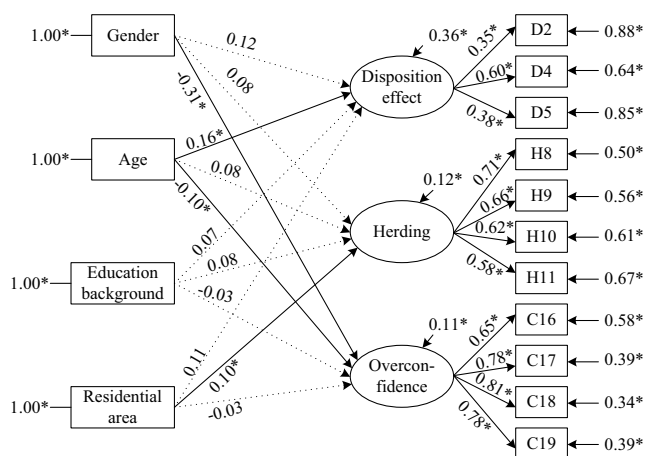 1.00*
Gender
1.00*
Age
1.00*
Education
background
1.00*
Residential
area
0.12
0.08
-0.31*
0.16*
0.08
-0.10*
0.07
0.08
-0.03
0.11
0.10*
-0.03
0.36*
Disposition
effect
0.12*
Herding
0.11*
Overcon-
fidence
0.35*
D2
0.88*
0.60*
D4
0.64*
0.38*
D5
0.85*
0.71*
H8
0.50*
0.66*
H9
0.56*
0.62*
H10
0.61*
0.58*
H11
0.67*
0.65*
C16
0.58*
0.78*
C17
0.39*
0.81*
C18
0.34*
0.78*
C19
0.39*